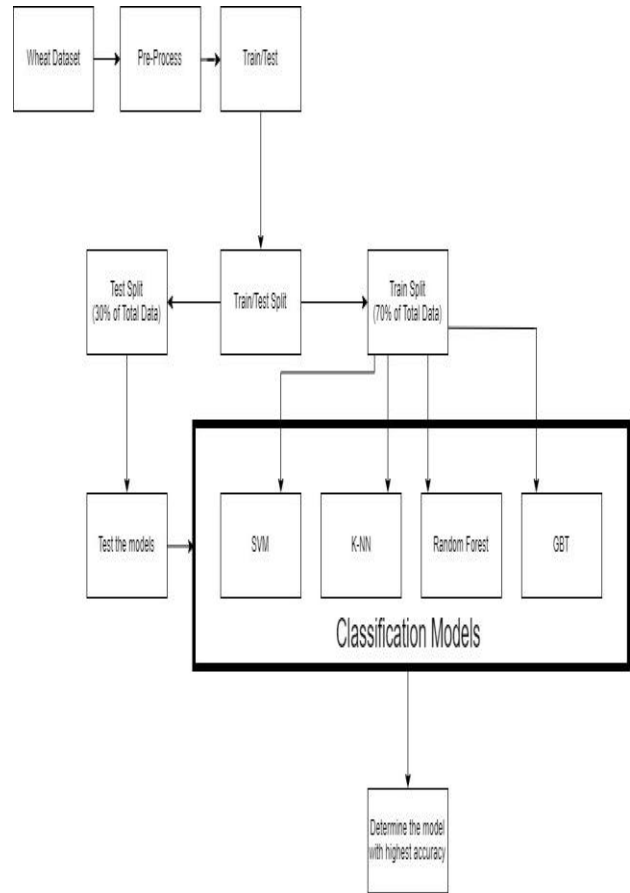 Wheat Dataset
Pre-Process
Train/Test
Test Split
(30% of Total Data)
Train/Test Split
Train Split
(70% of Total Data)
Test the models
SVM
K-NN
Random Forest
GBT
Classification Models
Determine the model
with highest accuracy